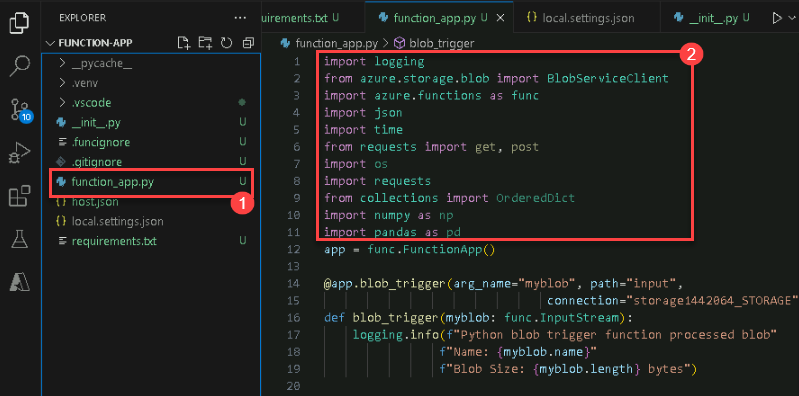 EXPLORER
···
FUNCTION-APP
> __pycache__
> .venv
> .vscode
__init__.py U
.funcignore U
.gitignore U
function_app.py U
1
{} host.json U
{} local.settings.json
requirements.txt U
10
uirements.txt U
function_app.py U ×
{} local.settings.json
__init__.py U
function_app.py > blob_trigger
2
1 import logging
2 from azure.storage.blob import BlobServiceClient
3 import azure.functions as func
4 import json
5 import time
6 from requests import get, post
7 import os
8 import requests
9 from collections import OrderedDict
10 import numpy as np
11 import pandas as pd
12 app = func.FunctionApp()
13
14 @app.blob_trigger(arg_name="myblob", path="input",
15 connection="storage1442064_STORAGE"
16 def blob_trigger(myblob: func.InputStream):
17 logging.info(f"Python blob trigger function processed blob"
18 f"Name: {myblob.name}"
19 f"Blob Size: {myblob.length} bytes")
20